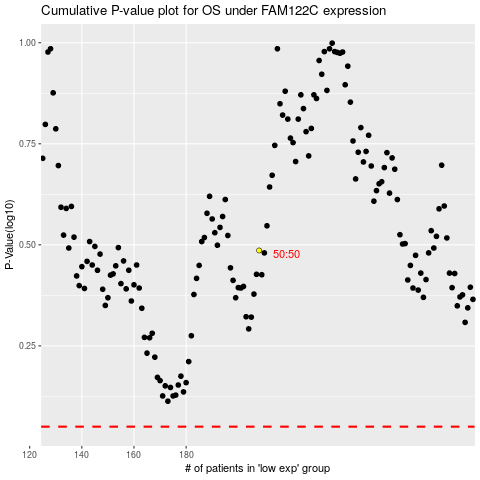 Cumulative P-value plot for OS under FAM122C expression
1.00
0.75
P-Value(log10)
0.50
50:50
0.25
120 140 160 180
# of patients in 'low exp' group